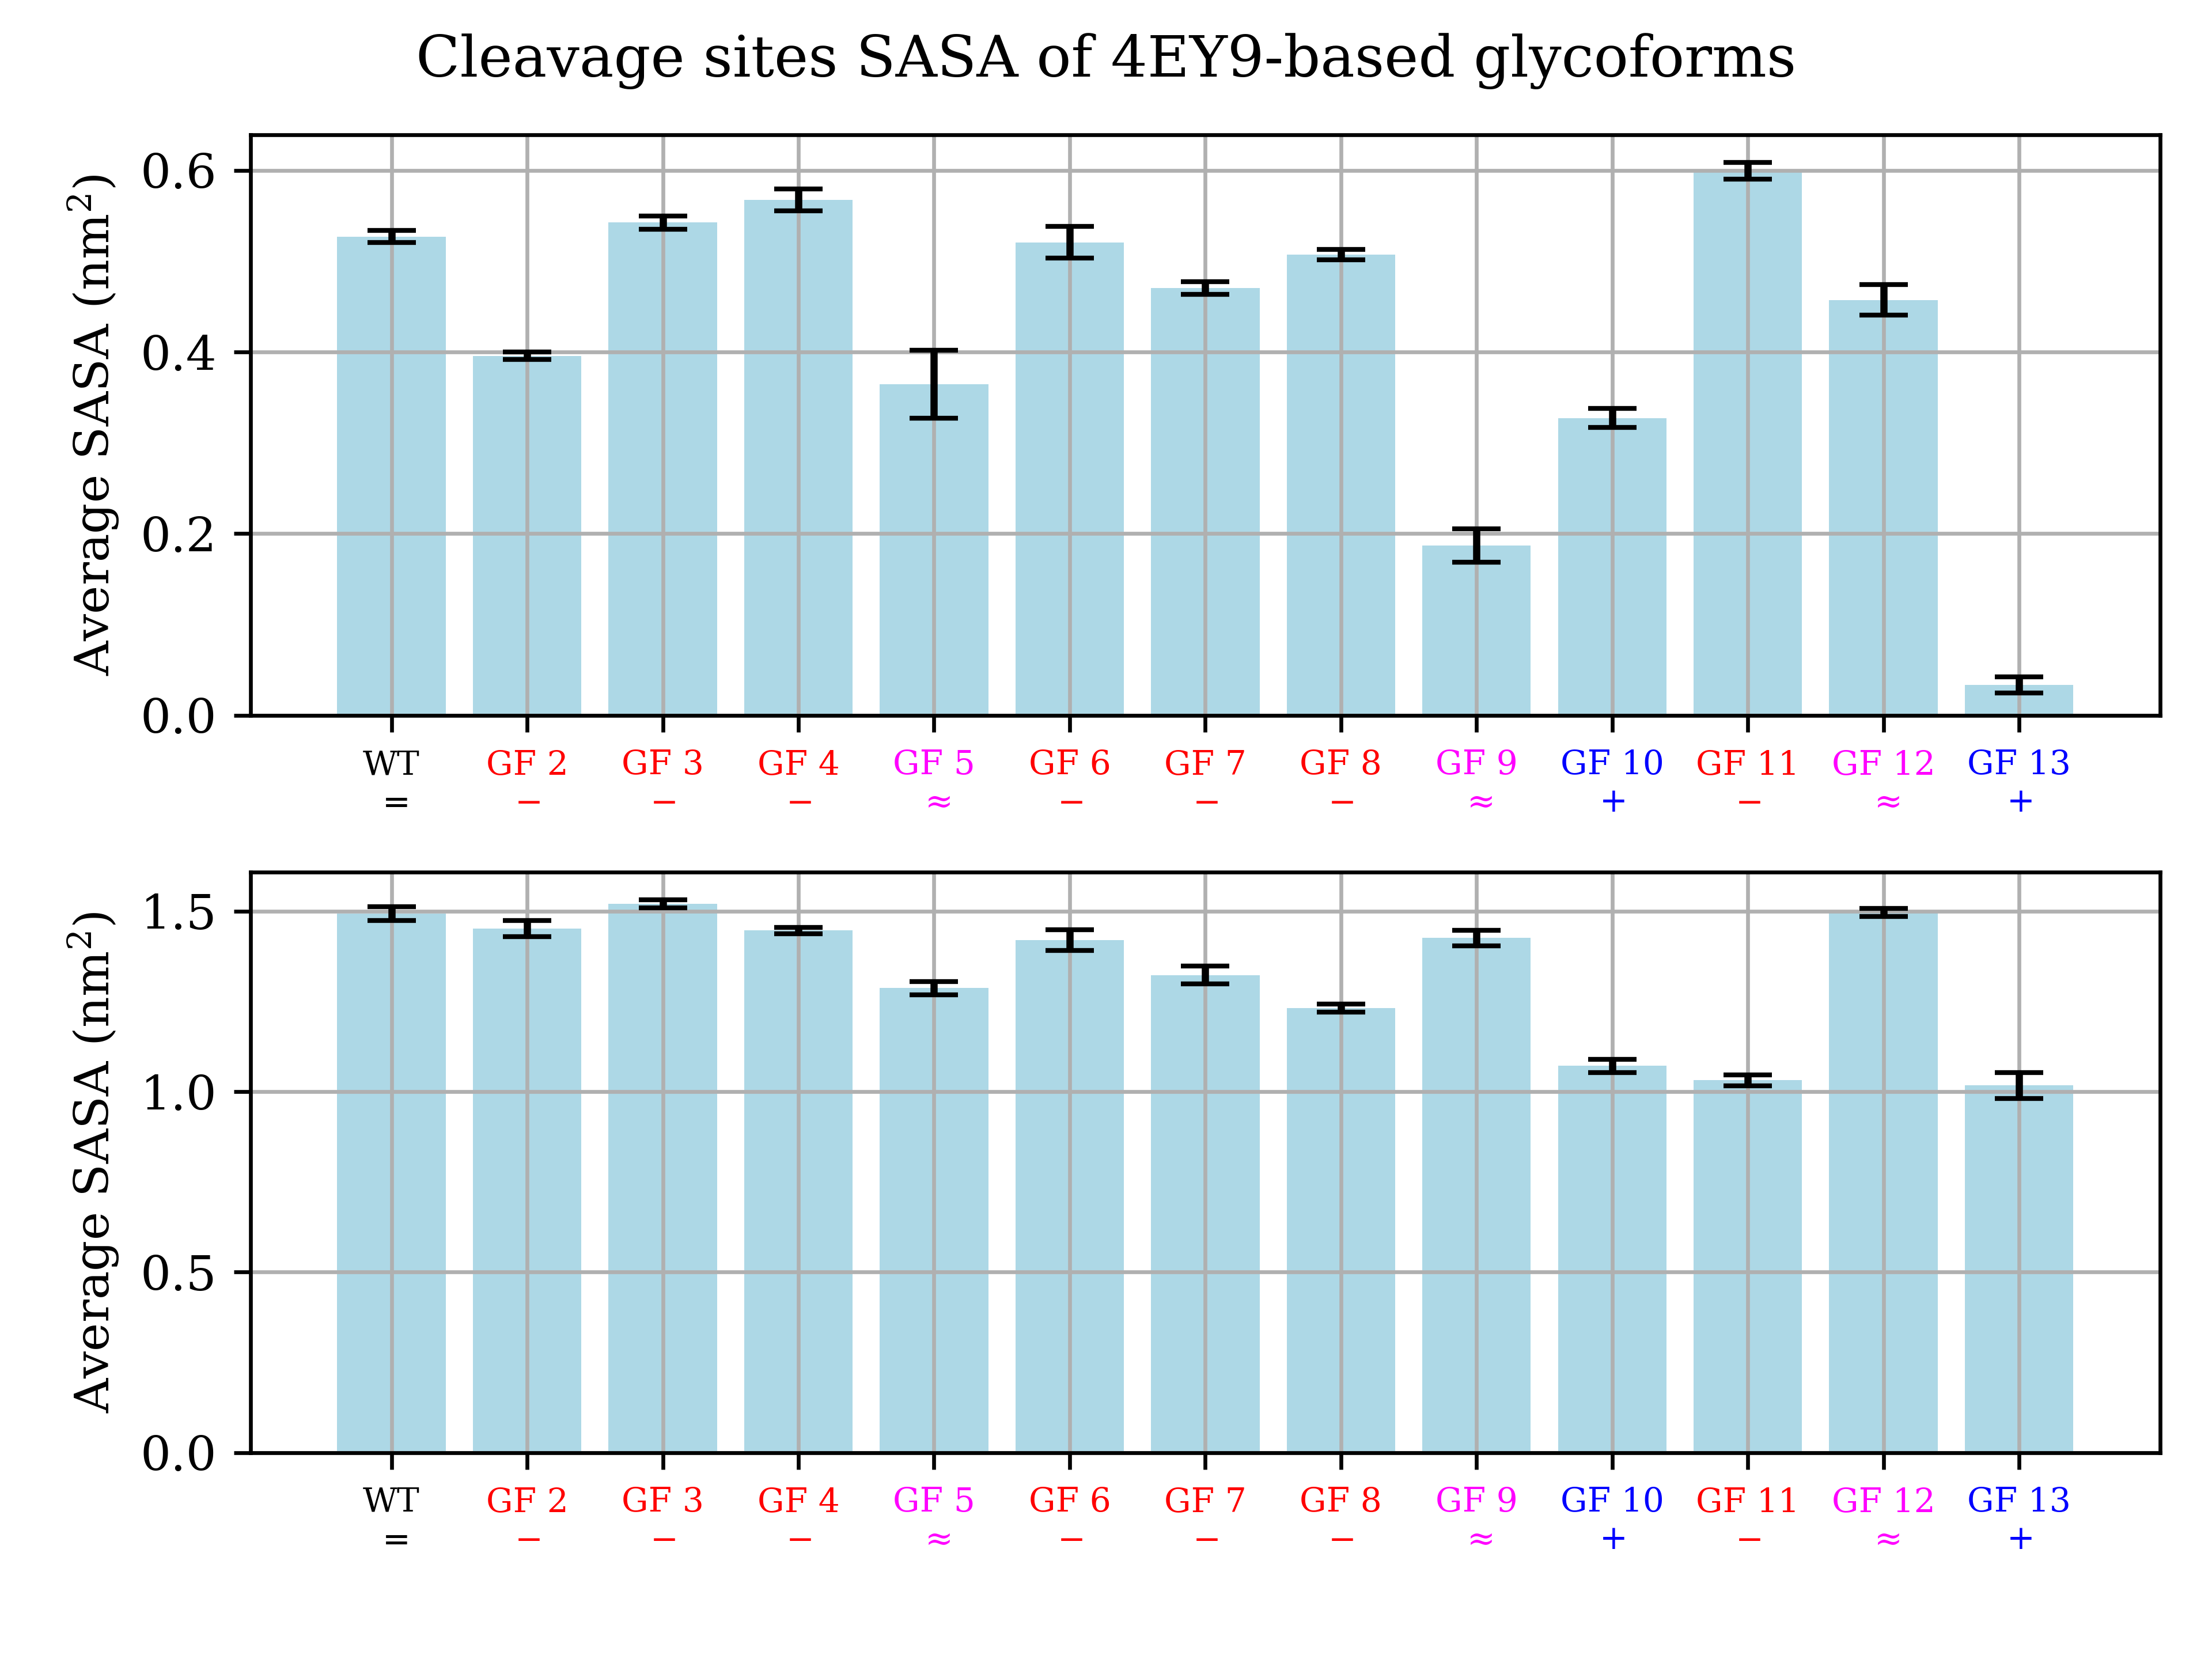 Cleavage sites SASA of 4EY9-based glycoforms
Average SASA (nm²)
0.6
0.4
0.2
0.0
WT GF 2 GF 3 GF 4 GF 5 GF 6 GF 7 GF 8 GF 9 GF 10 GF 11 GF 12 GF 13
= − − − ≈ − − − ≈ + − ≈ +
Average SASA (nm²)
1.5
1.0
0.5
0.0
WT GF 2 GF 3 GF 4 GF 5 GF 6 GF 7 GF 8 GF 9 GF 10 GF 11 GF 12 GF 13
= − − − ≈ − − − ≈ + − ≈ +